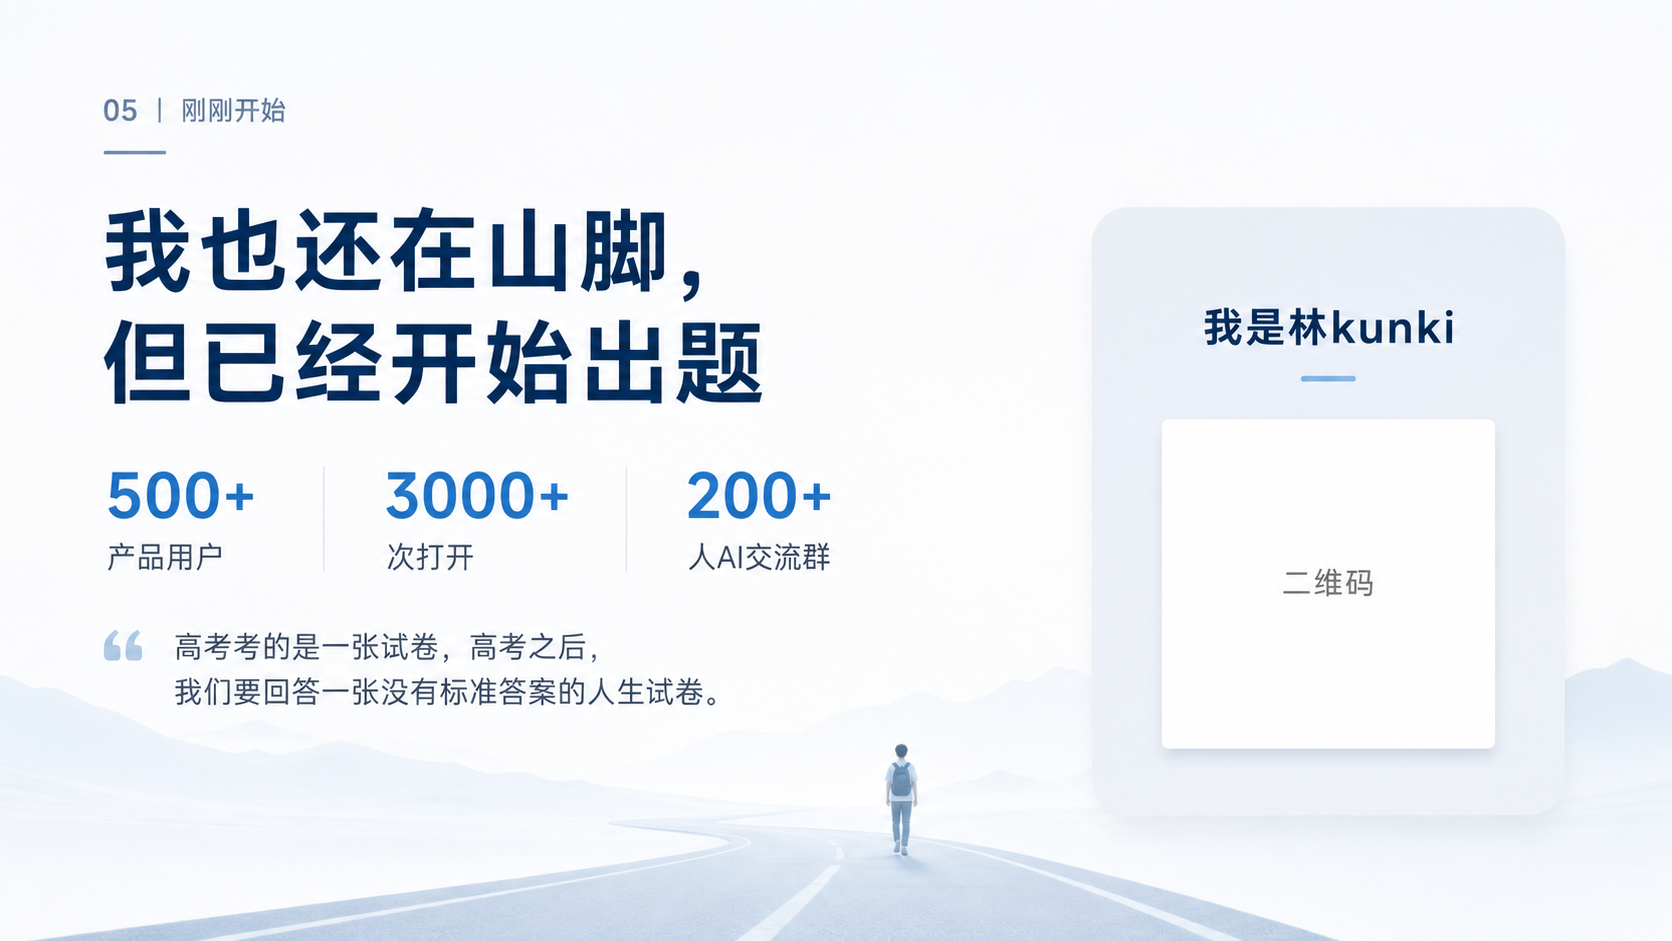 05 | 刚刚开始
我也还在山脚，
但已经开始出题
500+
产品用户
3000+
次打开
200+
人AI交流群
“高考考的是一张试卷，高考之后，
我们要回答一张没有标准答案的人生试卷。
我是林kunki
二维码